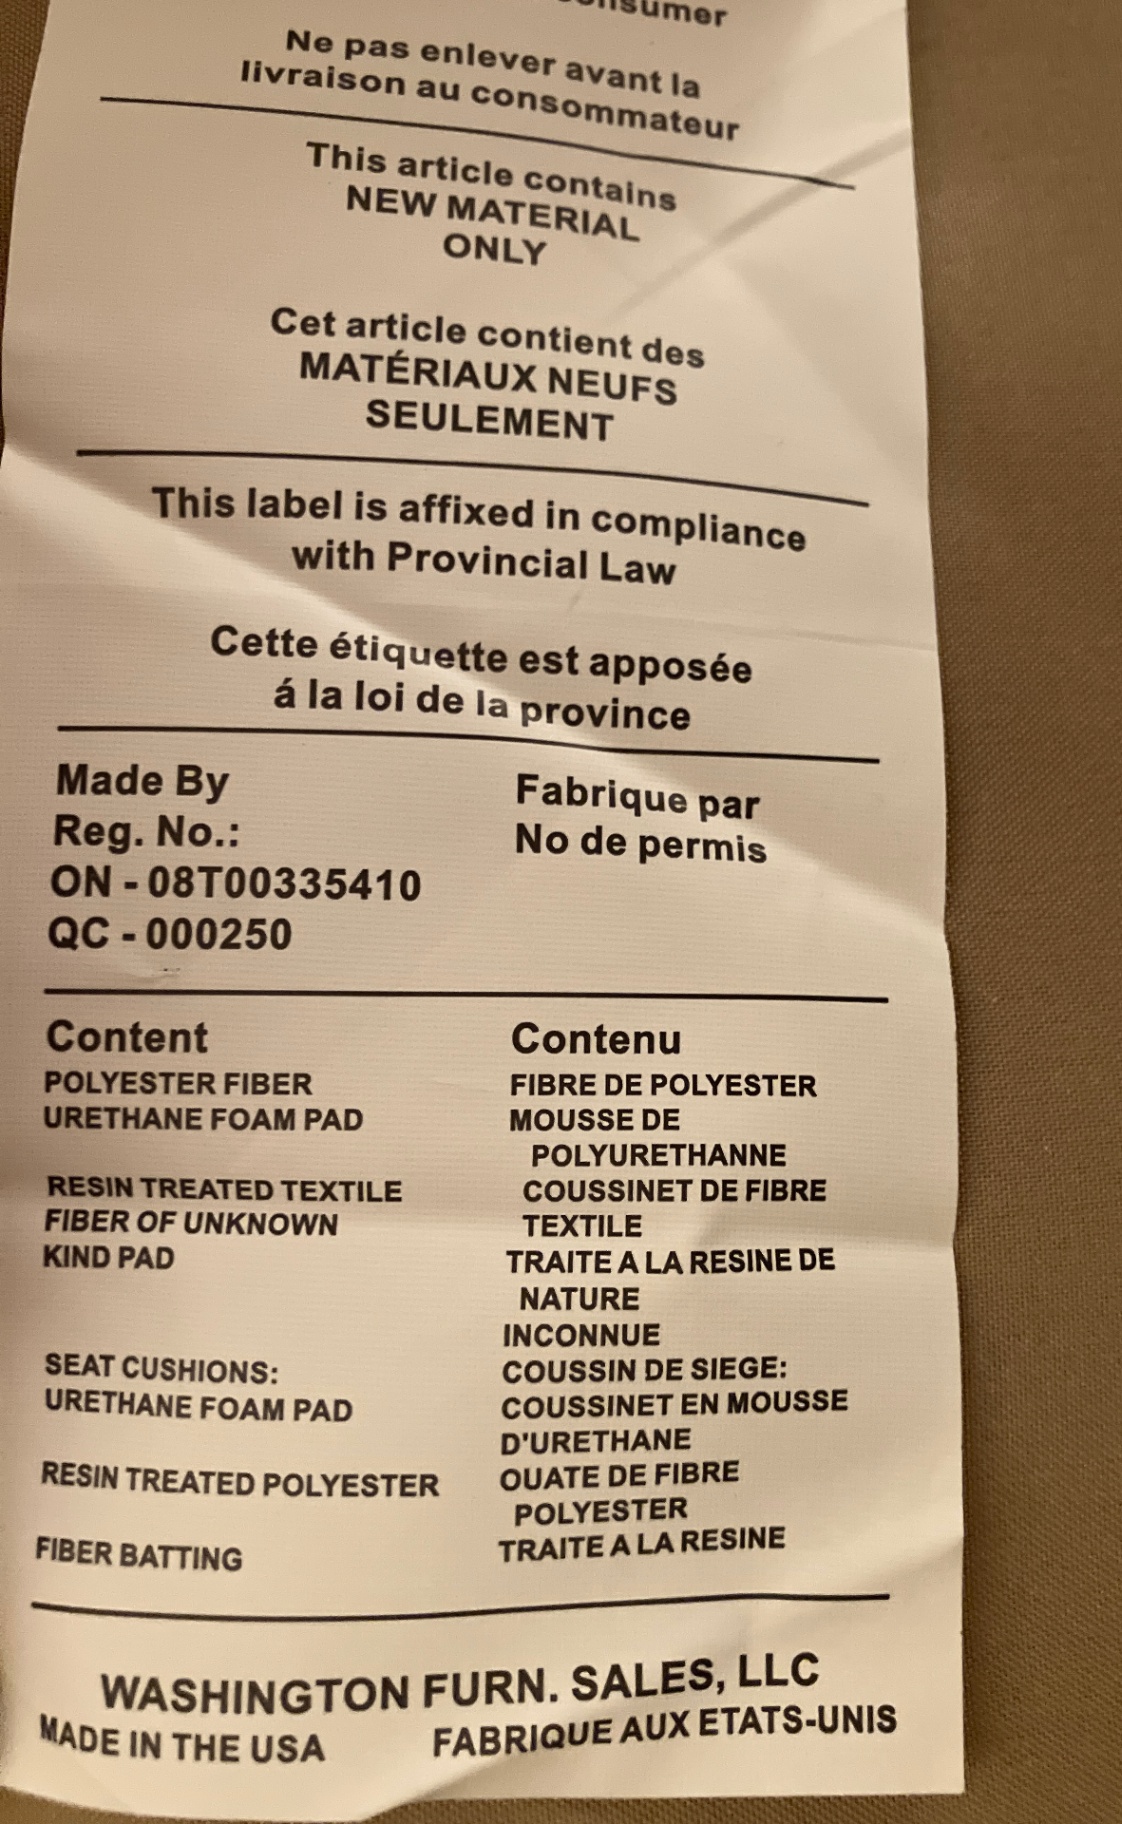 consumer
Ne pas enlever avant la
livraison au consommateur
This article contains
NEW MATERIAL
ONLY
Cet article contient des
MATÉRIAUX NEUFS
SEULEMENT
This label is affixed in compliance
with Provincial Law
Cette étiquette est apposée
á la loi de la province
Made By
Reg. No.:
ON - 08T00335410
QC - 000250
Fabrique par
No de permis
Content
POLYESTER FIBER
URETHANE FOAM PAD
RESIN TREATED TEXTILE
FIBER OF UNKNOWN
KIND PAD
SEAT CUSHIONS:
URETHANE FOAM PAD
RESIN TREATED POLYESTER
FIBER BATTING
Contenu
FIBRE DE POLYESTER
MOUSSE DE
POLYURETHANNE
COUSSINET DE FIBRE
TEXTILE
TRAITE A LA RESINE DE
NATURE
INCONNUE
COUSSIN DE SIEGE:
COUSSINET EN MOUSSE
D'URETHANE
OUATE DE FIBRE
POLYESTER
TRAITE A LA RESINE
WASHINGTON FURN. SALES, LLC
MADE IN THE USA
FABRIQUE AUX ETATS-UNIS